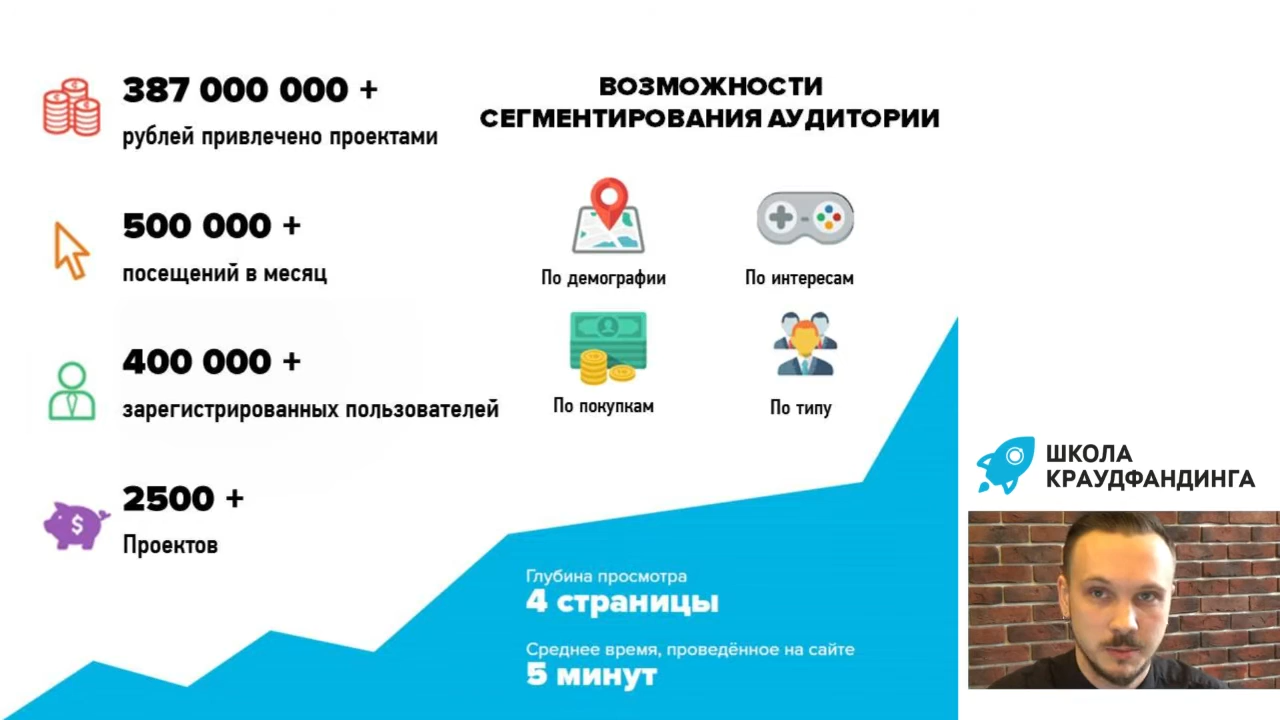 387 000 000 +
рублей привлечено проектами
500 000 +
посещений в месяц
400 000 +
зарегистрированных пользователей
2500 +
Проектов
ВОЗМОЖНОСТИ
СЕГМЕНТИРОВАНИЯ АУДИТОРИИ
По демографии
По интересам
По покупкам
По типу
Глубина просмотра
4 страницы
Среднее время, проведённое на сайте
5 минут
ШКОЛА
КРАУДФАНДИНГА